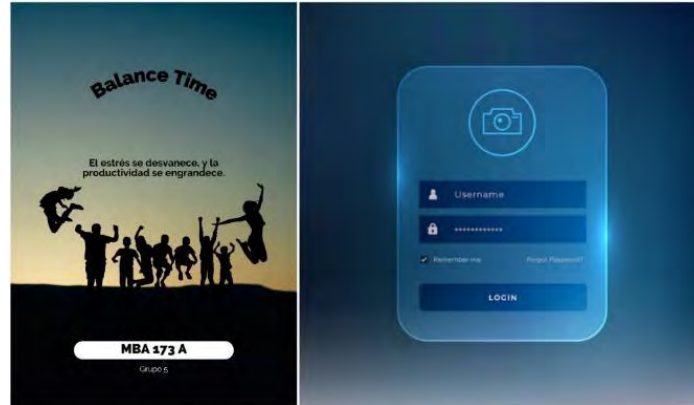 Balance Time
El estrés se desvanece, y la
productividad se engrandece.
MBA 173 A
Grupo 5
Username
************
Remember me
Forgot Password?
LOGIN